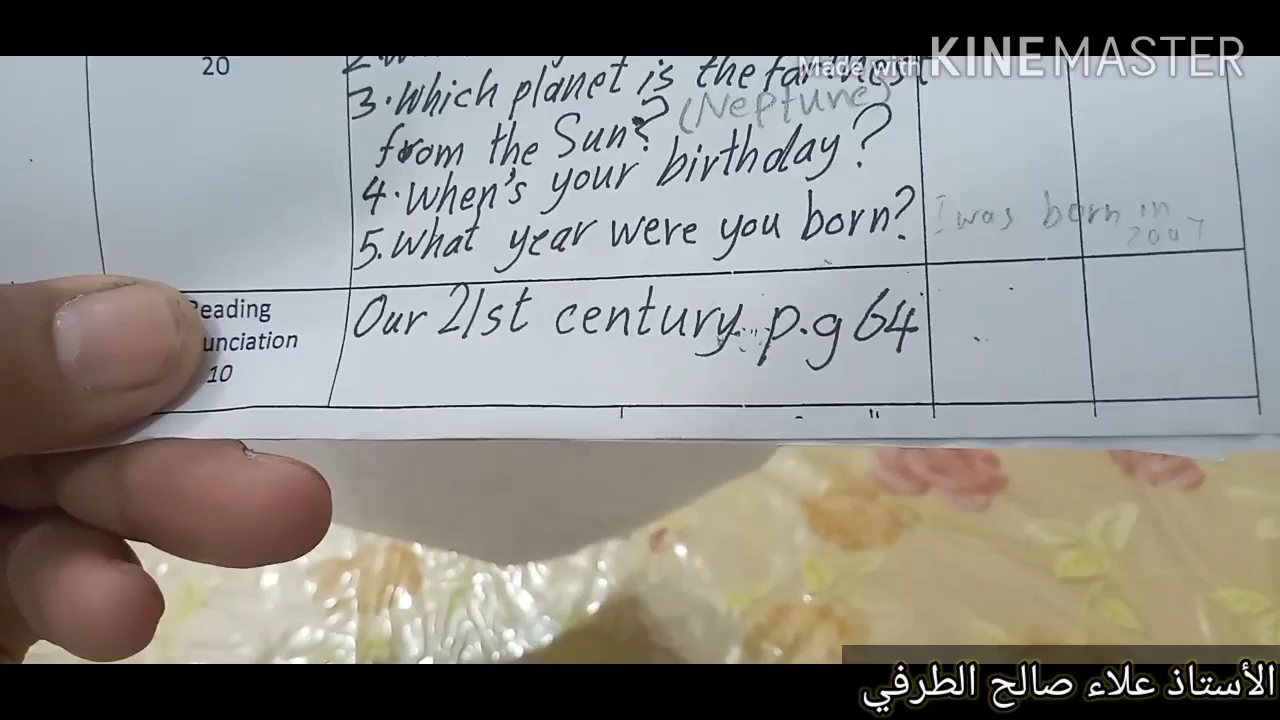 Made with KINEMASTER
20
3. Which planet is the farthest
(Neptune)
from the Sun?
4. When's your birthday?
5. What year were you born? I was born in
2007
Reading
unciation
10
Our 21st century p.g 64
الأستاذ علاء صالح الطرفي